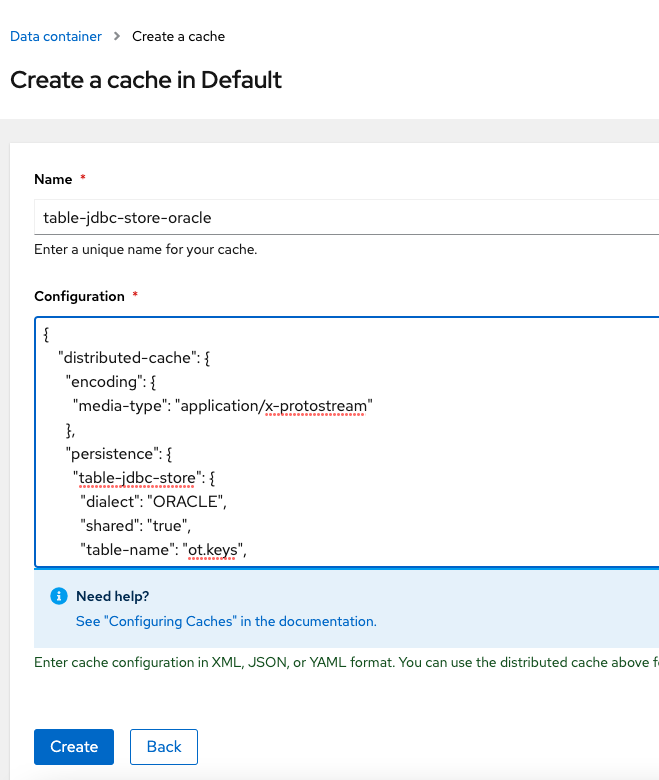 Data container > Create a cache
Create a cache in Default
Name *
table-jdbc-store-oracle
Enter a unique name for your cache.
Configuration *
{
"distributed-cache": {
"encoding": {
"media-type": "application/x-protostream"
},
"persistence": {
"table-jdbc-store": {
"dialect": "ORACLE",
"shared": "true",
"table-name": "ot.keys",
Need help?
See "Configuring Caches" in the documentation.
Enter cache configuration in XML, JSON, or YAML format. You can use the distributed cache above
Create Back